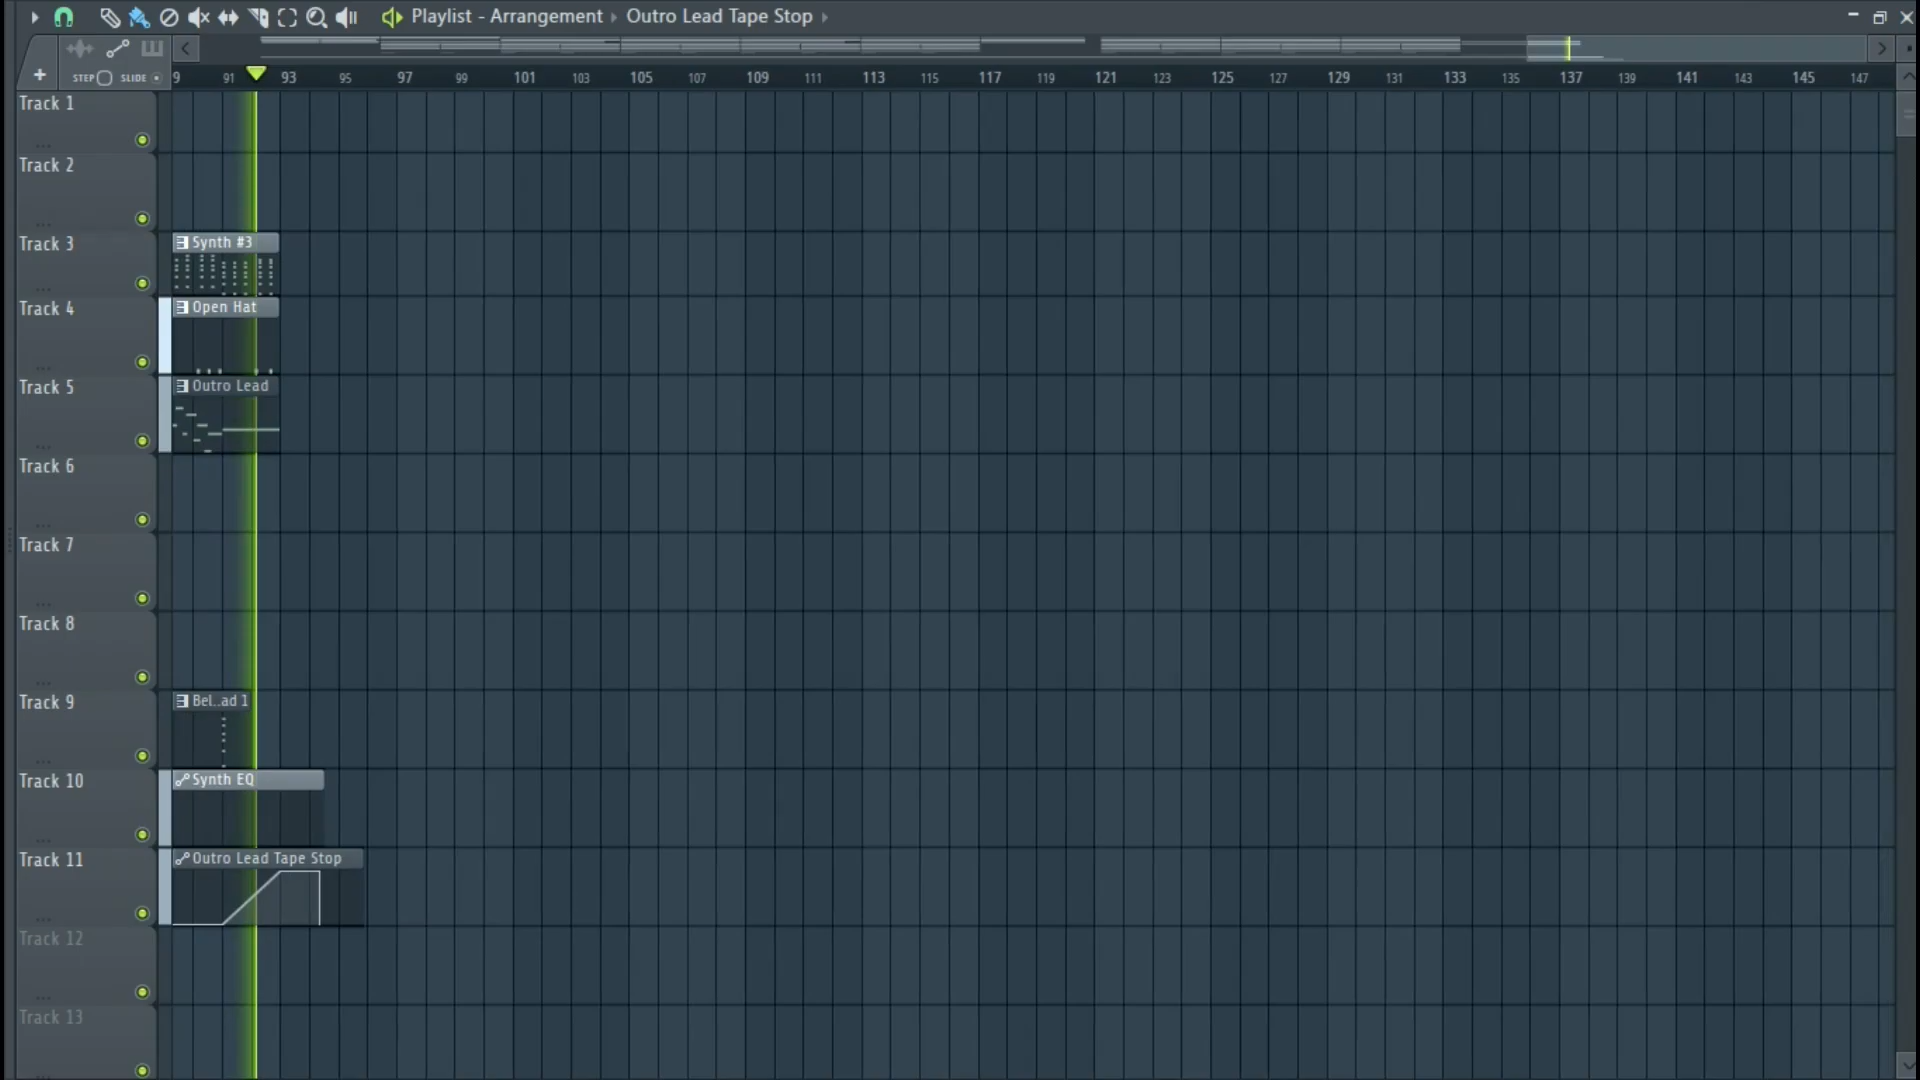 Playlist - Arrangement ▸ Outro Lead Tape Stop ▸
STEP SLIDE
9 91 93 95 97 99 101 103 105 107 109 111 113 115 117 119 121 123 125 127 129 131 133 135 137 139 141 143 145 147
Track 1
Track 2
Track 3
Synth #3
Track 4
Open Hat
Track 5
Outro Lead
Track 6
Track 7
Track 8
Track 9
Bel..ad 1
Track 10
Synth EQ
Track 11
Outro Lead Tape Stop
Track 12
Track 13